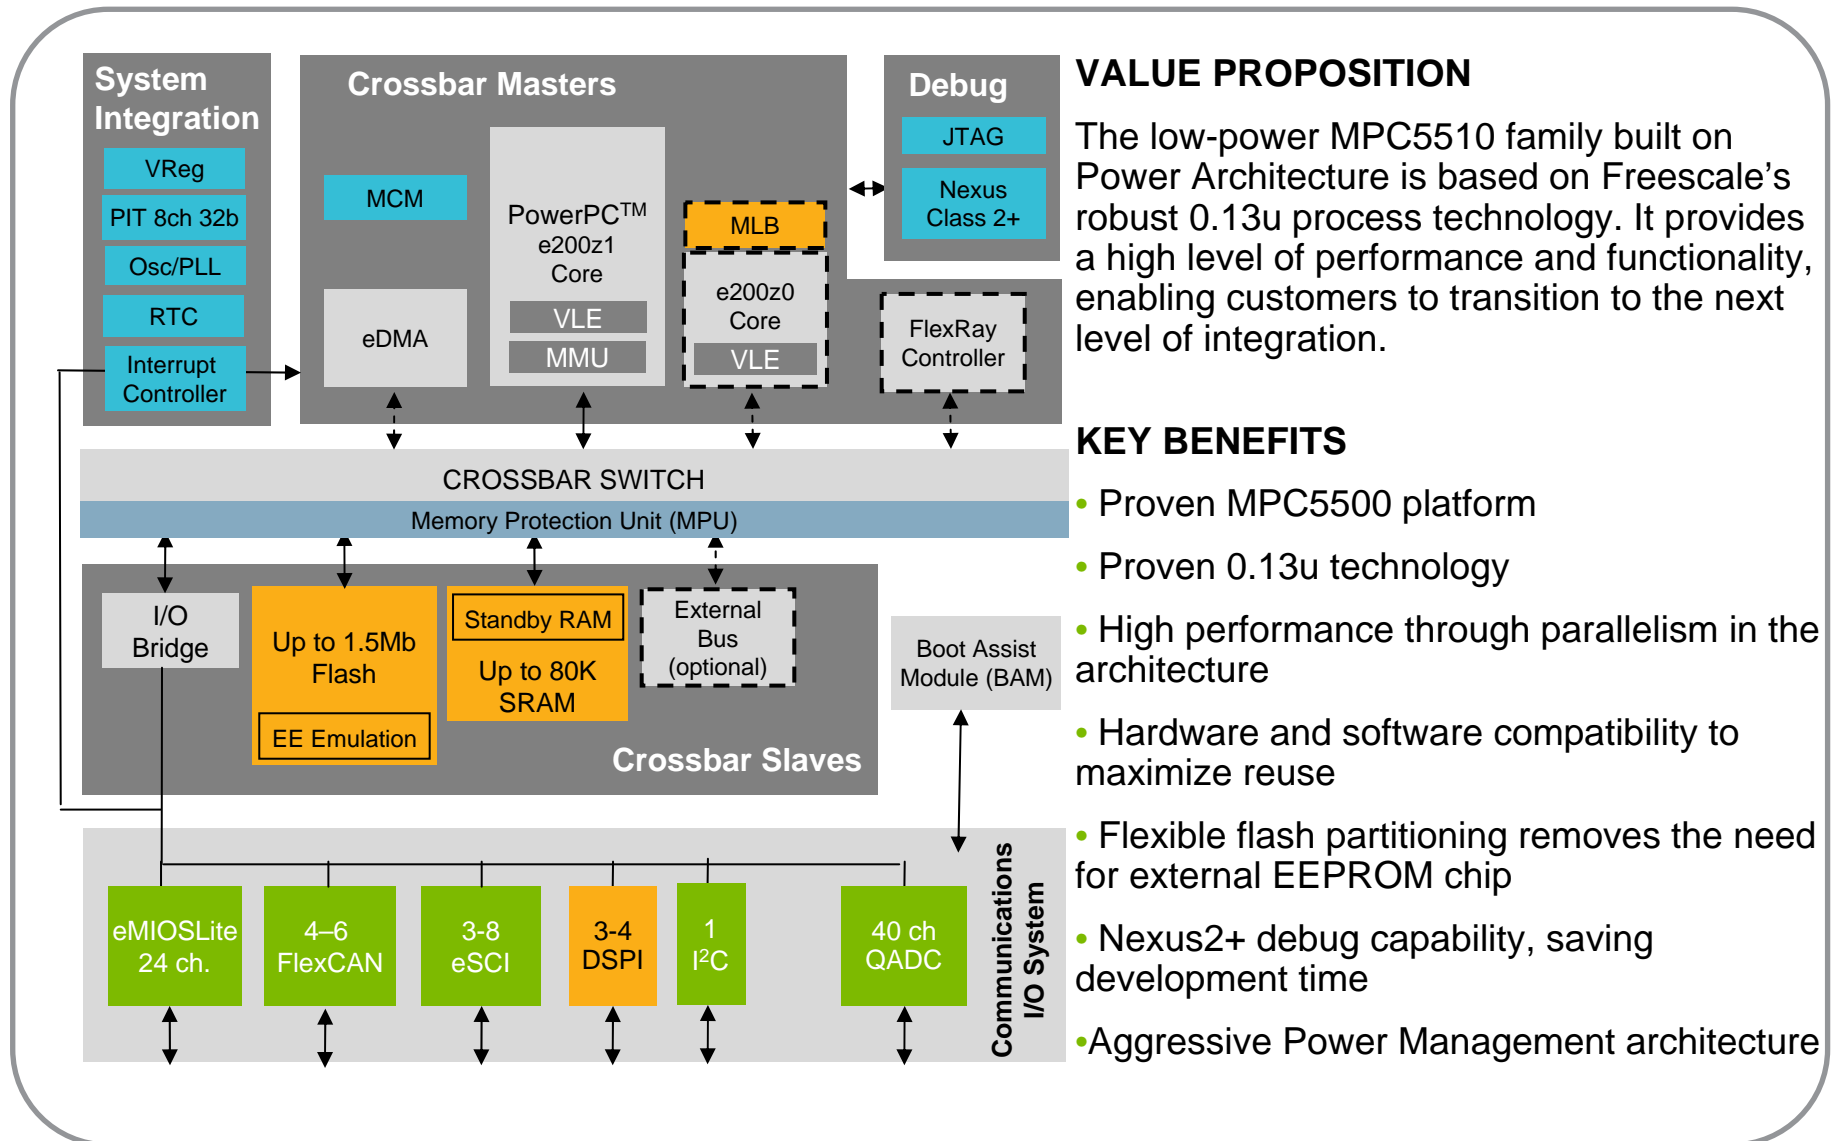 System
Integration
VReg
PIT 8ch 32b
Osc/PLL
RTC
Interrupt
Controller
Crossbar Masters
MCM
eDMA
PowerPC™
e200z1
Core
VLE
MMU
MLB
e200z0
Core
VLE
Debug
JTAG
Nexus
Class 2+
FlexRay
Controller
CROSSBAR SWITCH
Memory Protection Unit (MPU)
I/O
Bridge
Up to 1.5Mb
Flash
EE Emulation
Standby RAM
Up to 80K
SRAM
External
Bus
(optional)
Crossbar Slaves
Boot Assist
Module (BAM)
eMIOSLite
24 ch.
4–6
FlexCAN
3-8
eSCI
3-4
DSPI
1
I²C
40 ch
QADC
Communications
I/O System
VALUE PROPOSITION
The low-power MPC5510 family built on
Power Architecture is based on Freescale’s
robust 0.13u process technology. It provides
a high level of performance and functionality,
enabling customers to transition to the next
level of integration.
KEY BENEFITS
• Proven MPC5500 platform
• Proven 0.13u technology
• High performance through parallelism in the
architecture
• Hardware and software compatibility to
maximize reuse
• Flexible flash partitioning removes the need
for external EEPROM chip
• Nexus2+ debug capability, saving
development time
•Aggressive Power Management architecture